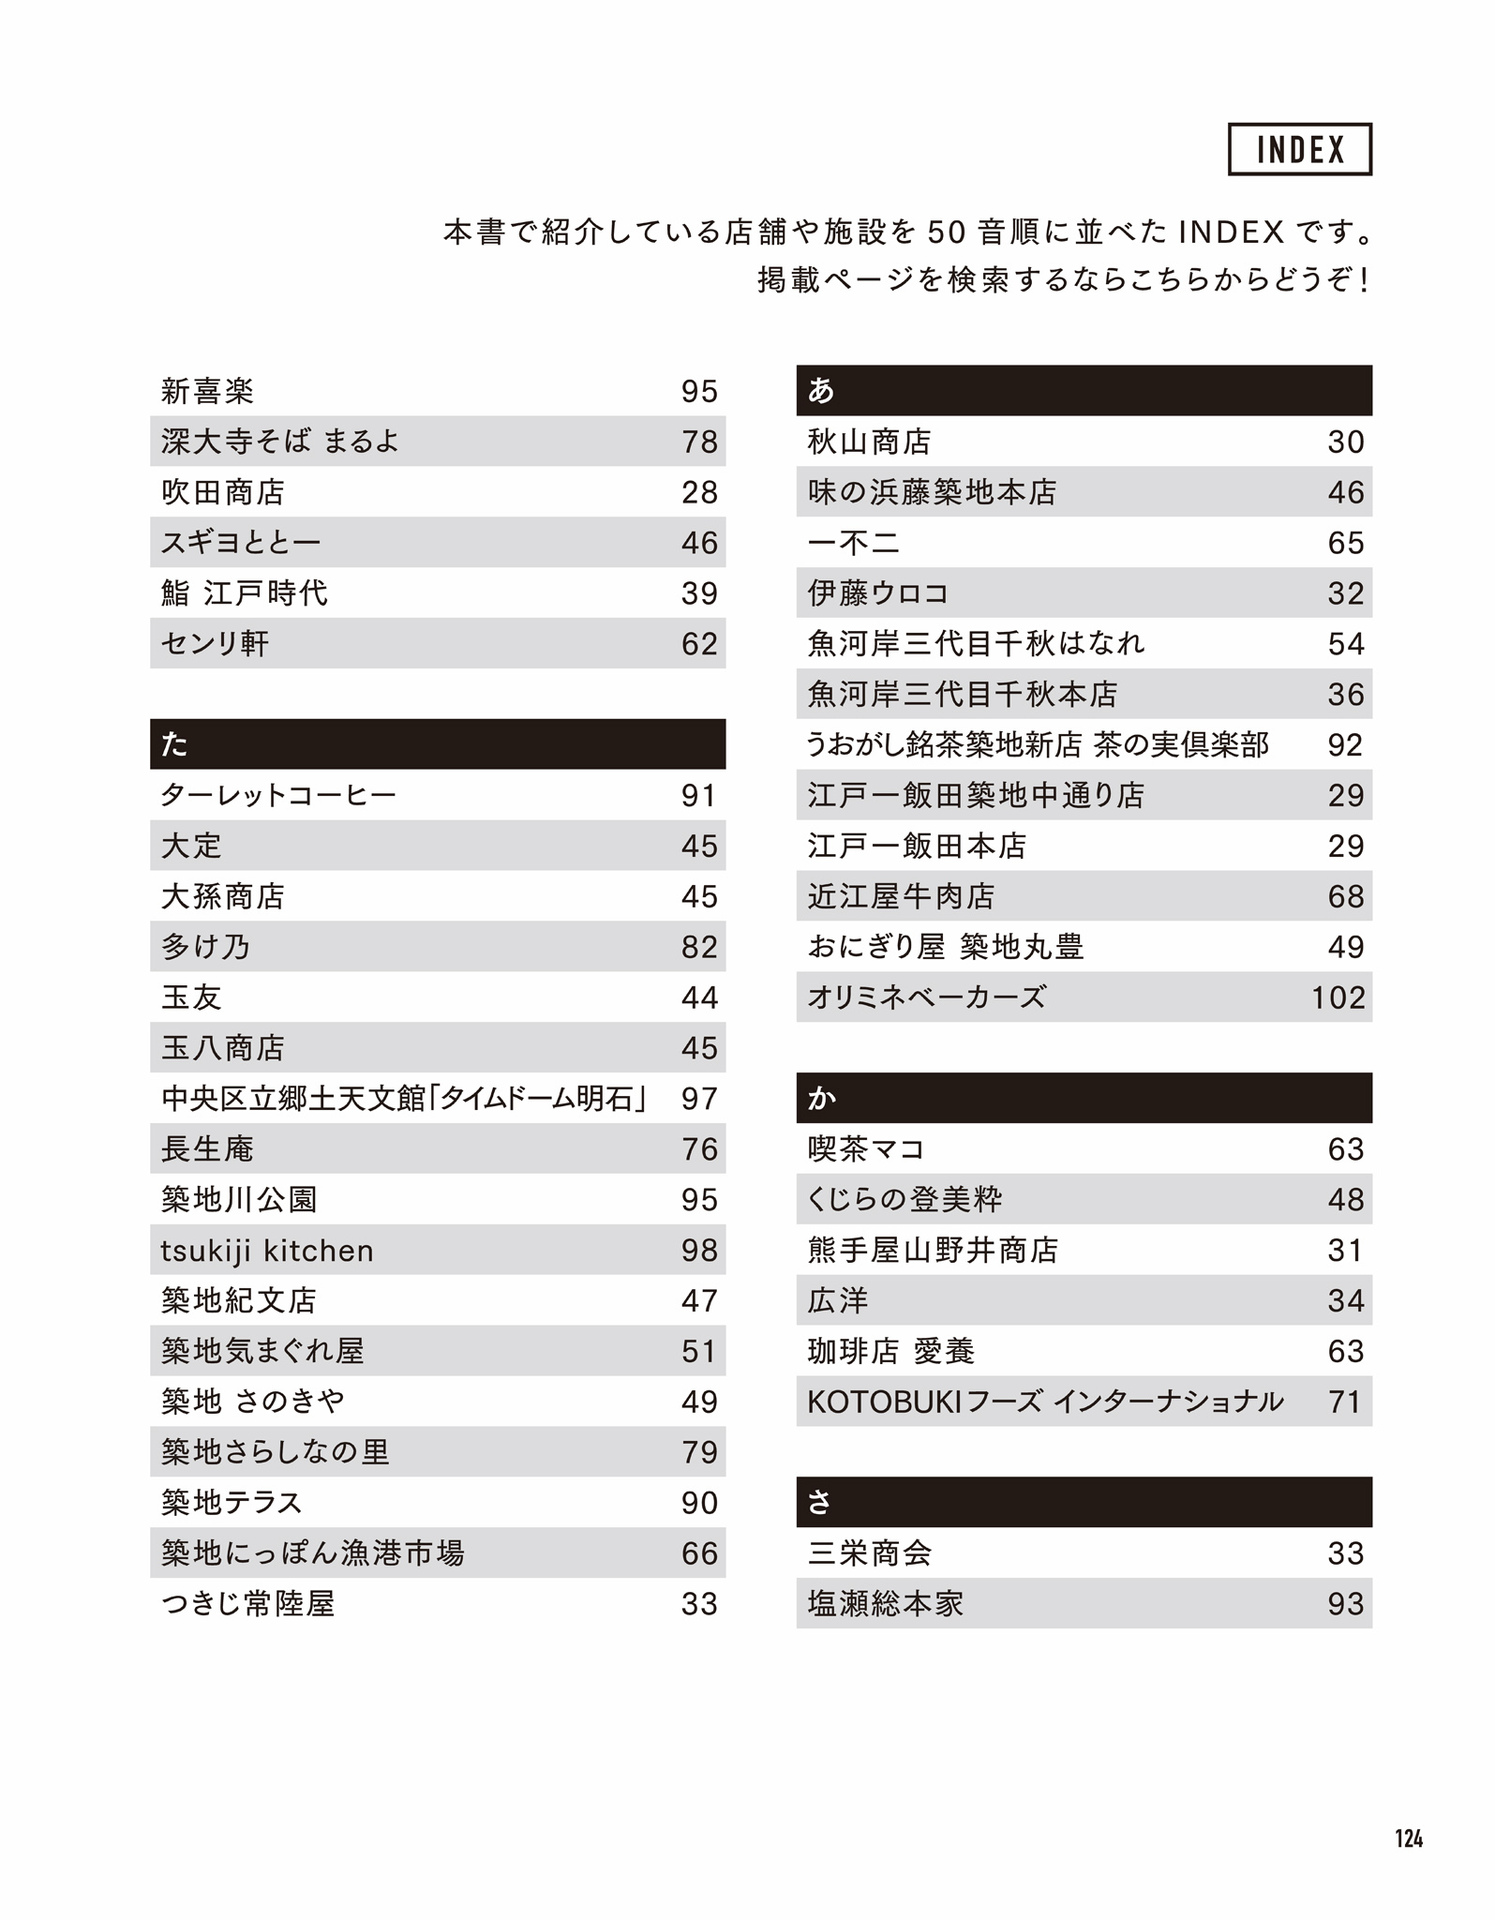 INDEX
本書で紹介している店舗や施設を 50 音順に並べた INDEX です。
掲載ページを検索するならこちらからどうぞ！
あ
秋山商店 30
味の浜藤築地本店 46
一不二 65
伊藤ウロコ 32
魚河岸三代目千秋はなれ 54
魚河岸三代目千秋本店 36
うおがし銘茶築地新店 茶の実倶楽部 92
江戸一飯田築地中通り店 29
江戸一飯田本店 29
近江屋牛肉店 68
おにぎり屋 築地丸豊 49
オリミネベーカーズ 102
か
喫茶マコ 63
くじらの登美粋 48
熊手屋山野井商店 31
広洋 34
珈琲店 愛養 63
KOTOBUKIフーズ インターナショナル 71
さ
三栄商会 33
塩瀬総本家 93
新喜楽 95
深大寺そば まるよ 78
吹田商店 28
スギヨとと一 46
鮨 江戸時代 39
センリ軒 62
た
ターレットコーヒー 91
大定 45
大孫商店 45
多け乃 82
玉友 44
玉八商店 45
中央区立郷土天文館「タイムドーム明石」 97
長生庵 76
築地川公園 95
tsukiji kitchen 98
築地紀文店 47
築地気まぐれ屋 51
築地 さのきや 49
築地さらしなの里 79
築地テラス 90
築地にっぽん漁港市場 66
つきじ常陸屋 33
124